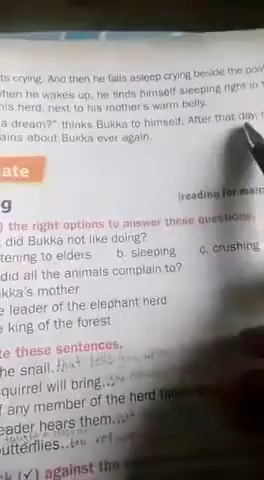 ts crying. And then he falls asleep crying beside the
When he wakes up, he finds himself sleeping right in
his herd, next to his mother's warm belly.
a dream?" thinks Bukka to himself. After that day,
ains about Bukka ever again.
ate
g
(reading for main
) the right options to answer these questions.
did Bukka not like doing?
tening to elders b. sleeping c. crushing
did all the animals complain to?
kka's mother
e leader of the elephant herd
e king of the forest
te these sentences.
he snail...that
quirrel will bring...
f any member of the herd
eader hears them...
utterflies...
k (✓) against the